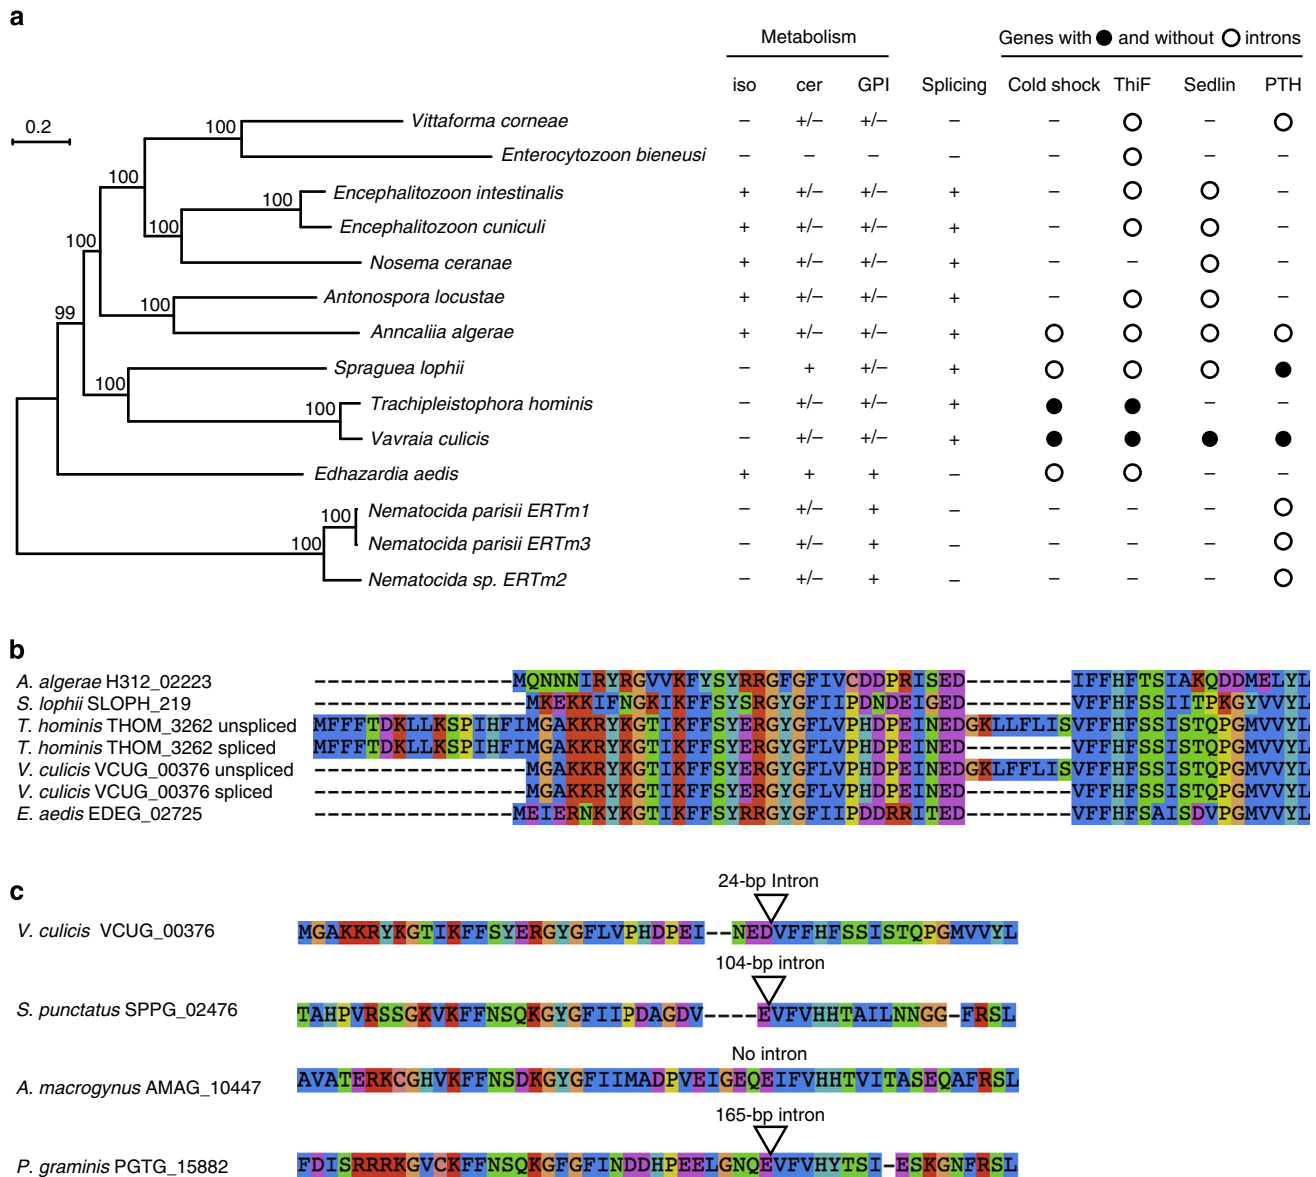 a
Metabolism
Genes with ● and without ○ introns
iso cer GPI Splicing Cold shock ThiF Sedlin PTH
0.2
100 Vittaforma corneae – +/– +/– – – ○ – ○
Enterocytozoon bieneusi – – – – – ○ – –
100
100 Encephalitozoon intestinalis + +/– +/– + – ○ ○ –
100 Encephalitozoon cuniculi + +/– +/– + – ○ ○ –
100 Nosema ceranae + +/– +/– + – – ○ –
100 Antonospora locustae + +/– +/– + – ○ ○ –
99 Anncaliia algerae + +/– +/– + ○ ○ ○ ○
100 Spraguea lophii – + +/– + ○ ○ ○ ●
100 Trachipleistophora hominis – +/– +/– + ● ● – –
Vavraia culicis – +/– +/– + ● ● ● ●
Edhazardia aedis + + + – ○ ○ – –
100 Nematocida parisii ERTm1 – +/– + – – – – ○
100 Nematocida parisii ERTm3 – +/– + – – – – ○
Nematocida sp. ERTm2 – +/– + – – – – ○
b
A. algerae H312_02223 ---------------MQNNNIRYRGVVKFYSYRRGFGFIVCDDPRISED--------IFFHFTSIAKQDDMELYL
S. lophii SLOPH_219 ----------------MKEKKIFNGKIKFFSYSRGYGFIIPDNDEIGED--------VFFHFSSIITPKGYVVYL
T. hominis THOM_3262 unspliced MFFFTDKLLKSPIHFIMGAKKRYKGTIKFFSYERGYGFLVPHDPEINEDGKLLFLISVFFHFSSISTQPGMVVYL
T. hominis THOM_3262 spliced MFFFTDKLLKSPIHFIMGAKKRYKGTIKFFSYERGYGFLVPHDPEINED--------VFFHFSSISTQPGMVVYL
V. culicis VCUG_00376 unspliced ----------------MGAKKRYKGTIKFFSYERGYGFLVPHDPEINEDGKLLFLISVFFHFSSISTQPGMVVYL
V. culicis VCUG_00376 spliced ----------------MGAKKRYKGTIKFFSYERGYGFLVPHDPEINED--------VFFHFSSISTQPGMVVYL
E. aedis EDEG_02725 ---------------MEIERNKYKGTIKFFSYRRGYGFIIPDDRRITED--------VFFHFSAISDVPGMVVYL
c
24-bp Intron
V. culicis VCUG_00376 MGAKKRYKGTIKFFSYERGYGFLVPHDPEI--NEDVFFHFSSISTQPGMVVYL
104-bp intron
S. punctatus SPPG_02476 TAHPVRSSGKVKFFNSQKGYGFIIPDAGDV----EVFVHHTAILNNGG-FRSL
No intron
A. macrogynus AMAG_10447 AVATERKCGHVKFFNSDKGYGFIIMADPVEIGEQEIFVHHTVITASEQAFRSL
165-bp intron
P. graminis PGTG_15882 FDISRRRKGVCKFFNSQKGFGFINDDHPEELGNQEVFVHYTSI-ESKGNFRSL